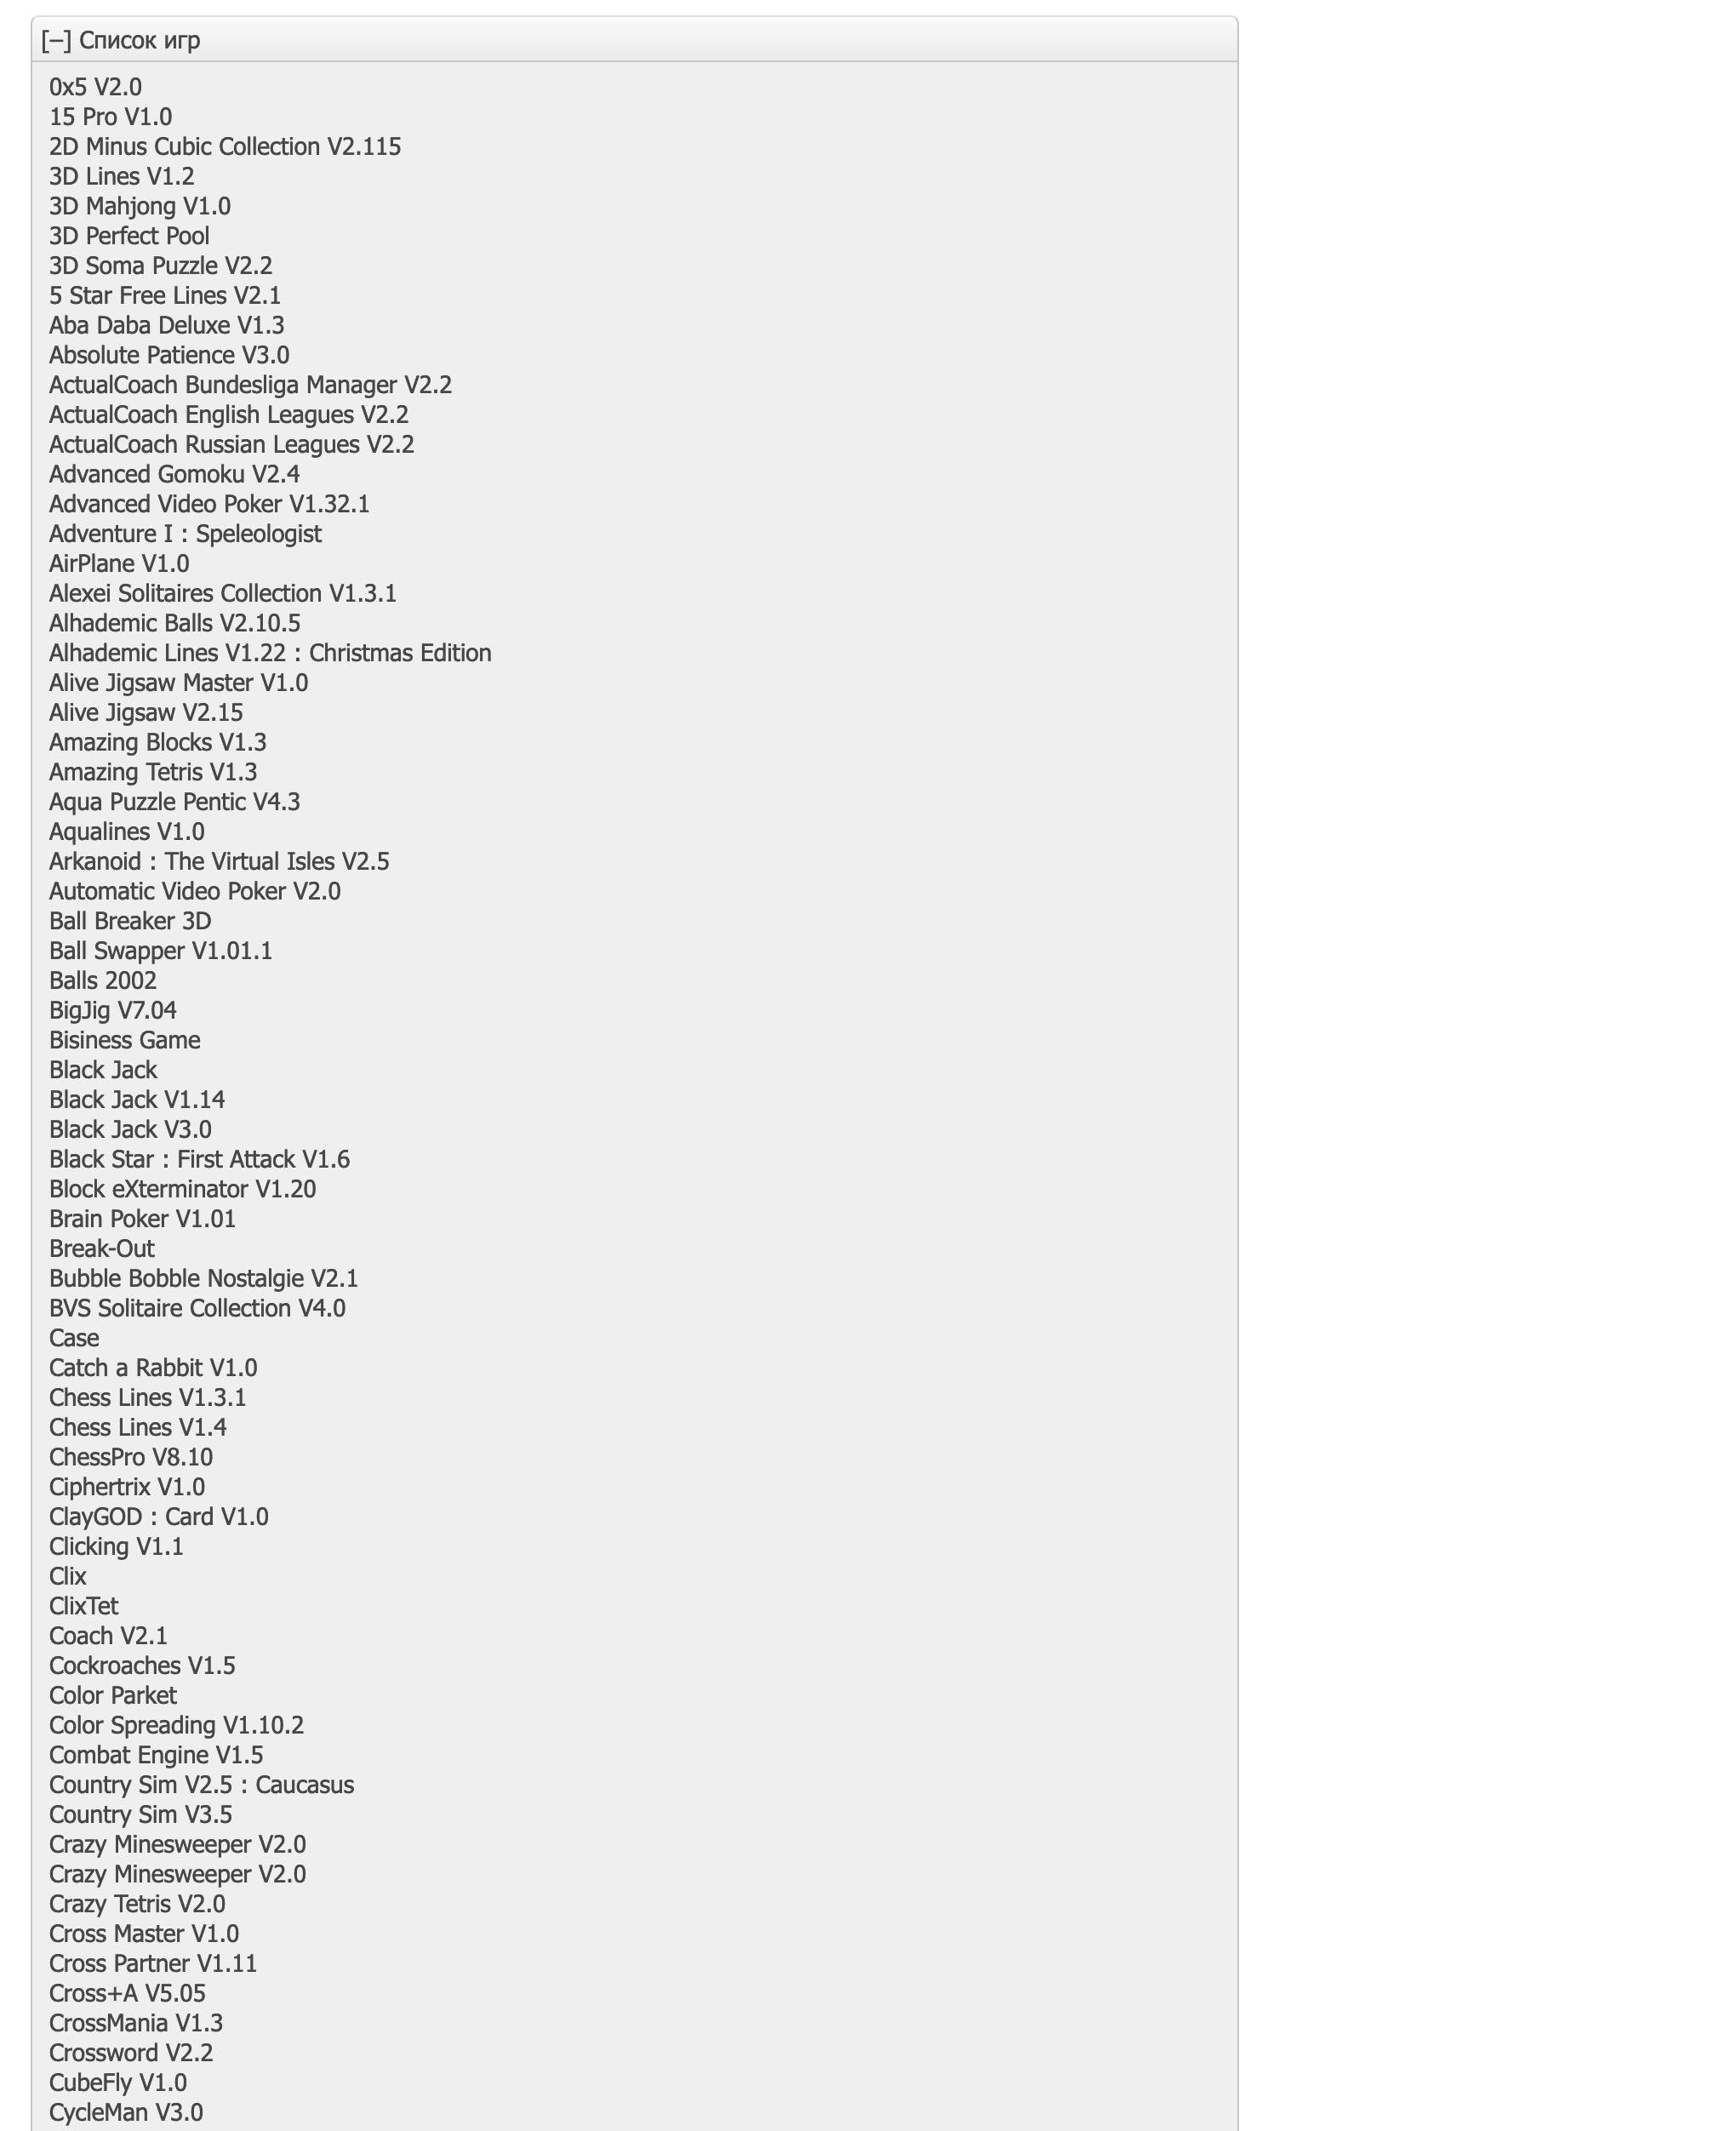 [−] Список игр
0x5 V2.0
15 Pro V1.0
2D Minus Cubic Collection V2.115
3D Lines V1.2
3D Mahjong V1.0
3D Perfect Pool
3D Soma Puzzle V2.2
5 Star Free Lines V2.1
Aba Daba Deluxe V1.3
Absolute Patience V3.0
ActualCoach Bundesliga Manager V2.2
ActualCoach English Leagues V2.2
ActualCoach Russian Leagues V2.2
Advanced Gomoku V2.4
Advanced Video Poker V1.32.1
Adventure I : Speleologist
AirPlane V1.0
Alexei Solitaires Collection V1.3.1
Alhademic Balls V2.10.5
Alhademic Lines V1.22 : Christmas Edition
Alive Jigsaw Master V1.0
Alive Jigsaw V2.15
Amazing Blocks V1.3
Amazing Tetris V1.3
Aqua Puzzle Pentic V4.3
Aqualines V1.0
Arkanoid : The Virtual Isles V2.5
Automatic Video Poker V2.0
Ball Breaker 3D
Ball Swapper V1.01.1
Balls 2002
BigJig V7.04
Bisiness Game
Black Jack
Black Jack V1.14
Black Jack V3.0
Black Star : First Attack V1.6
Block eXterminator V1.20
Brain Poker V1.01
Break-Out
Bubble Bobble Nostalgie V2.1
BVS Solitaire Collection V4.0
Case
Catch a Rabbit V1.0
Chess Lines V1.3.1
Chess Lines V1.4
ChessPro V8.10
Ciphertrix V1.0
ClayGOD : Card V1.0
Clicking V1.1
Clix
ClixTet
Coach V2.1
Cockroaches V1.5
Color Parket
Color Spreading V1.10.2
Combat Engine V1.5
Country Sim V2.5 : Caucasus
Country Sim V3.5
Crazy Minesweeper V2.0
Crazy Minesweeper V2.0
Crazy Tetris V2.0
Cross Master V1.0
Cross Partner V1.11
Cross+A V5.05
CrossMania V1.3
Crossword V2.2
CubeFly V1.0
CycleMan V3.0